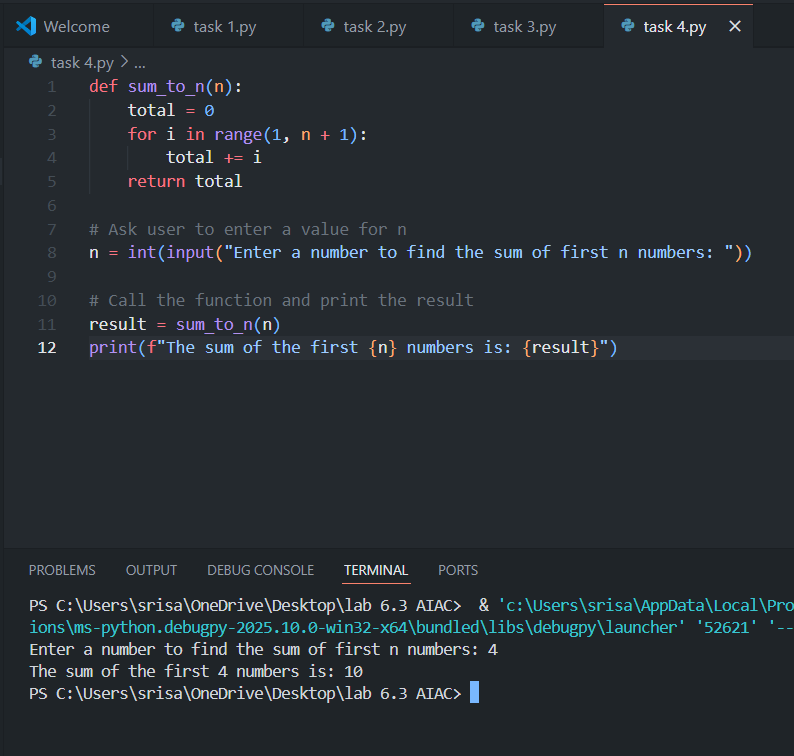 Welcome task 1.py task 2.py task 3.py task 4.py ✕
task 4.py > ...
1 def sum_to_n(n):
2     total = 0
3     for i in range(1, n + 1):
4         total += i
5     return total
6
7 # Ask user to enter a value for n
8 n = int(input("Enter a number to find the sum of first n numbers: "))
9
10 # Call the function and print the result
11 result = sum_to_n(n)
12 print(f"The sum of the first {n} numbers is: {result}")
PROBLEMS OUTPUT DEBUG CONSOLE TERMINAL PORTS
PS C:\Users\srisa\OneDrive\Desktop\lab 6.3 AIAC>  & 'c:\Users\srisa\AppData\Local\Pro
ions\ms-python.debugpy-2025.10.0-win32-x64\bundled\libs\debugpy\launcher' '52621' '--
Enter a number to find the sum of first n numbers: 4
The sum of the first 4 numbers is: 10
PS C:\Users\srisa\OneDrive\Desktop\lab 6.3 AIAC>